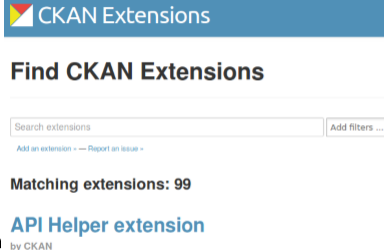 CKAN Extensions
Find CKAN Extensions
Search extensions
Add filters ...
Add an extension » — Report an issue »
Matching extensions: 99
API Helper extension
by CKAN